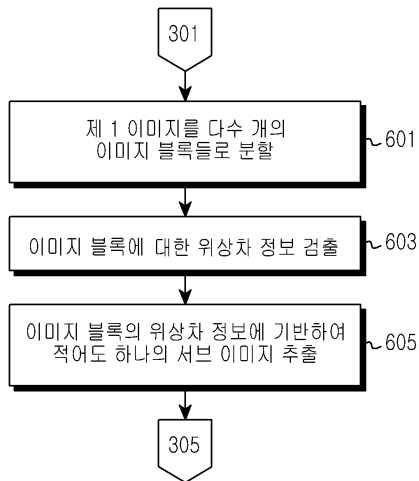 301
제 1 이미지를 다수 개의
이미지 블록들로 분할
601
이미지 블록에 대한 위상차 정보 검출
603
이미지 블록의 위상차 정보에 기반하여
적어도 하나의 서브 이미지 추출
605
305